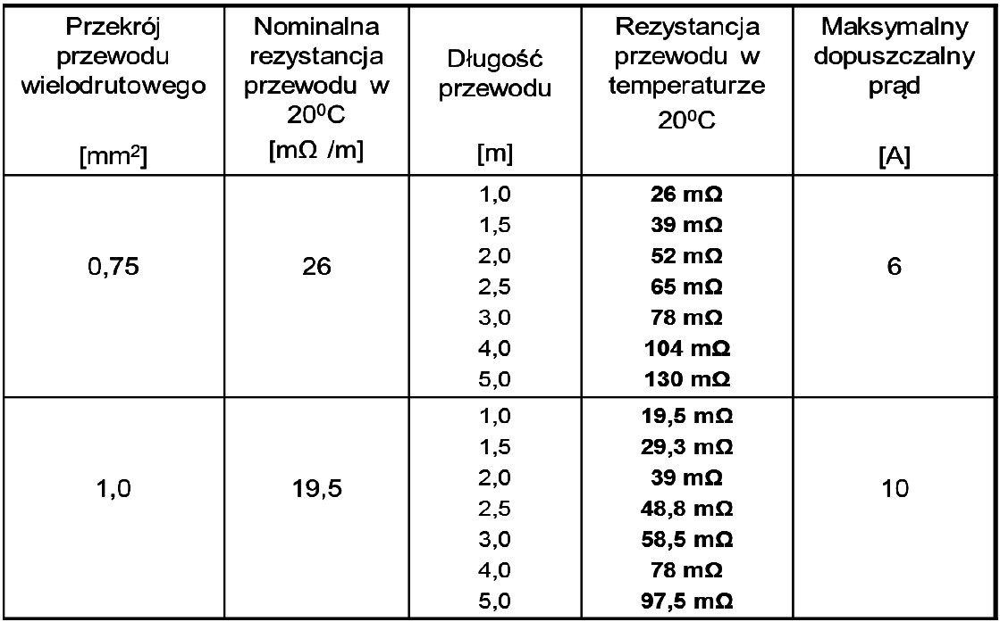 Przekrój
przewodu
wielodrutowego
[mm²]
Nominalna
rezystancja
przewodu w
20⁰C
[mΩ /m]
Długość
przewodu
[m]
Rezystancja
przewodu w
temperaturze
20⁰C
Maksymalny
dopuszczalny
prąd
[A]
0,75
26
1,0
1,5
2,0
2,5
3,0
4,0
5,0
26 mΩ
39 mΩ
52 mΩ
65 mΩ
78 mΩ
104 mΩ
130 mΩ
6
1,0
19,5
1,0
1,5
2,0
2,5
3,0
4,0
5,0
19,5 mΩ
29,3 mΩ
39 mΩ
48,8 mΩ
58,5 mΩ
78 mΩ
97,5 mΩ
10